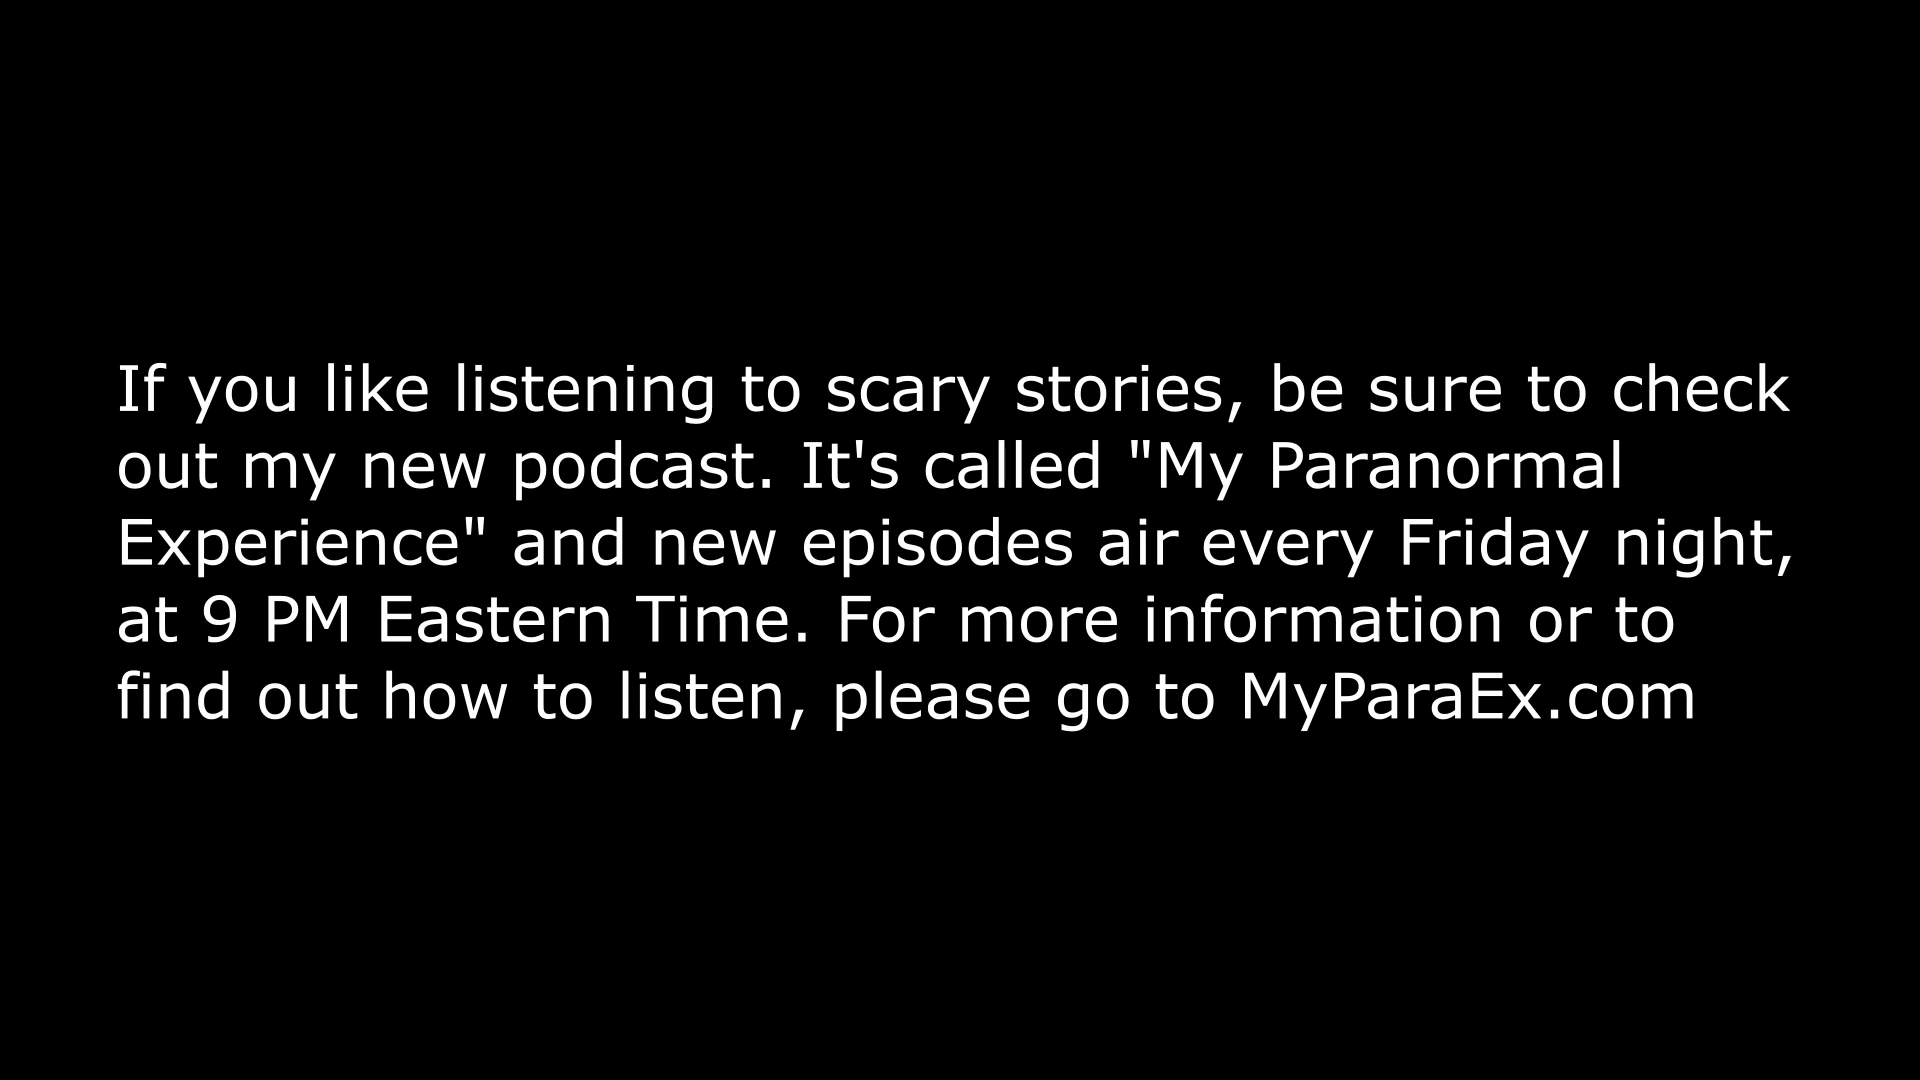 If you like listening to scary stories, be sure to check
out my new podcast. It's called "My Paranormal
Experience" and new episodes air every Friday night,
at 9 PM Eastern Time. For more information or to
find out how to listen, please go to MyParaEx.com